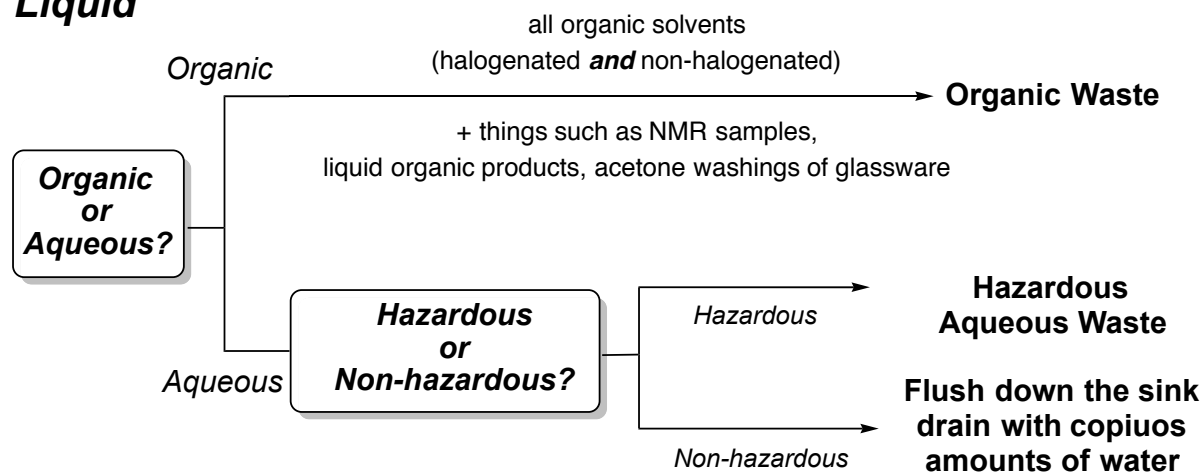 Liquid
all organic solvents
(halogenated and non-halogenated)
Organic
Organic Waste
+ things such as NMR samples,
liquid organic products, acetone washings of glassware
Organic
or
Aqueous?
Hazardous
or
Non-hazardous?
Aqueous
Hazardous
Hazardous
Aqueous Waste
Non-hazardous
Flush down the sink
drain with copiuos
amounts of water